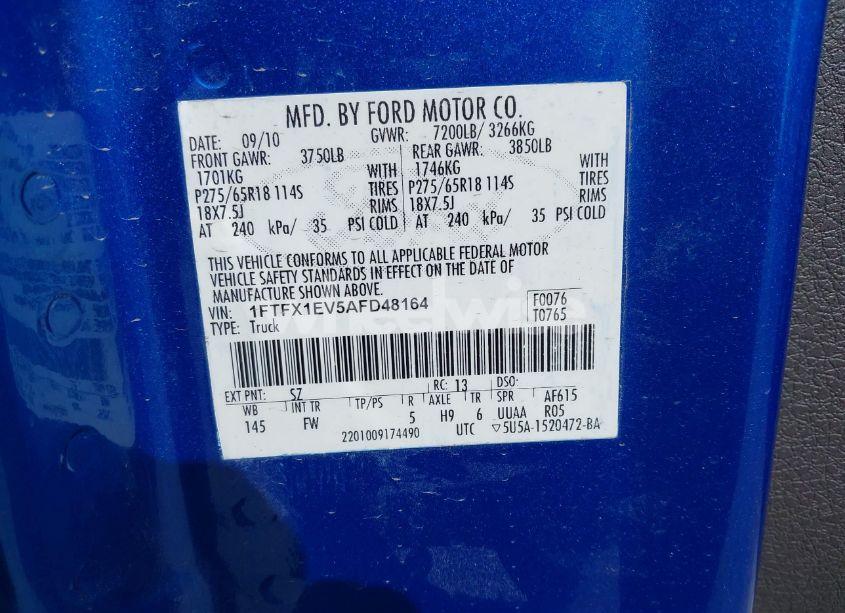 MFD. BY FORD MOTOR CO.
DATE: 09/10 GVWR: 7200LB/ 3266KG
FRONT GAWR: 3750LB REAR GAWR: 3850LB
1701KG WITH 1746KG WITH
P275/65R18 114S TIRES P275/65R18 114S TIRES
18X7.5J RIMS 18X7.5J RIMS
AT 240 kPa/ 35 PSI COLD AT 240 kPa/ 35 PSI COLD
THIS VEHICLE CONFORMS TO ALL APPLICABLE FEDERAL MOTOR
VEHICLE SAFETY STANDARDS IN EFFECT ON THE DATE OF
MANUFACTURE SHOWN ABOVE.
VIN: 1FTFX1EV5AFD48164 F0076
TYPE: Truck T0765
wheelwise
EXT PNT: SZ RC: 13 DSO:
WB INT TR TP/PS R AXLE TR SPR AF615
145 FW 5 H9 6 UUAA R05
2201009174490 UTC ▽5U5A-1520472-BA